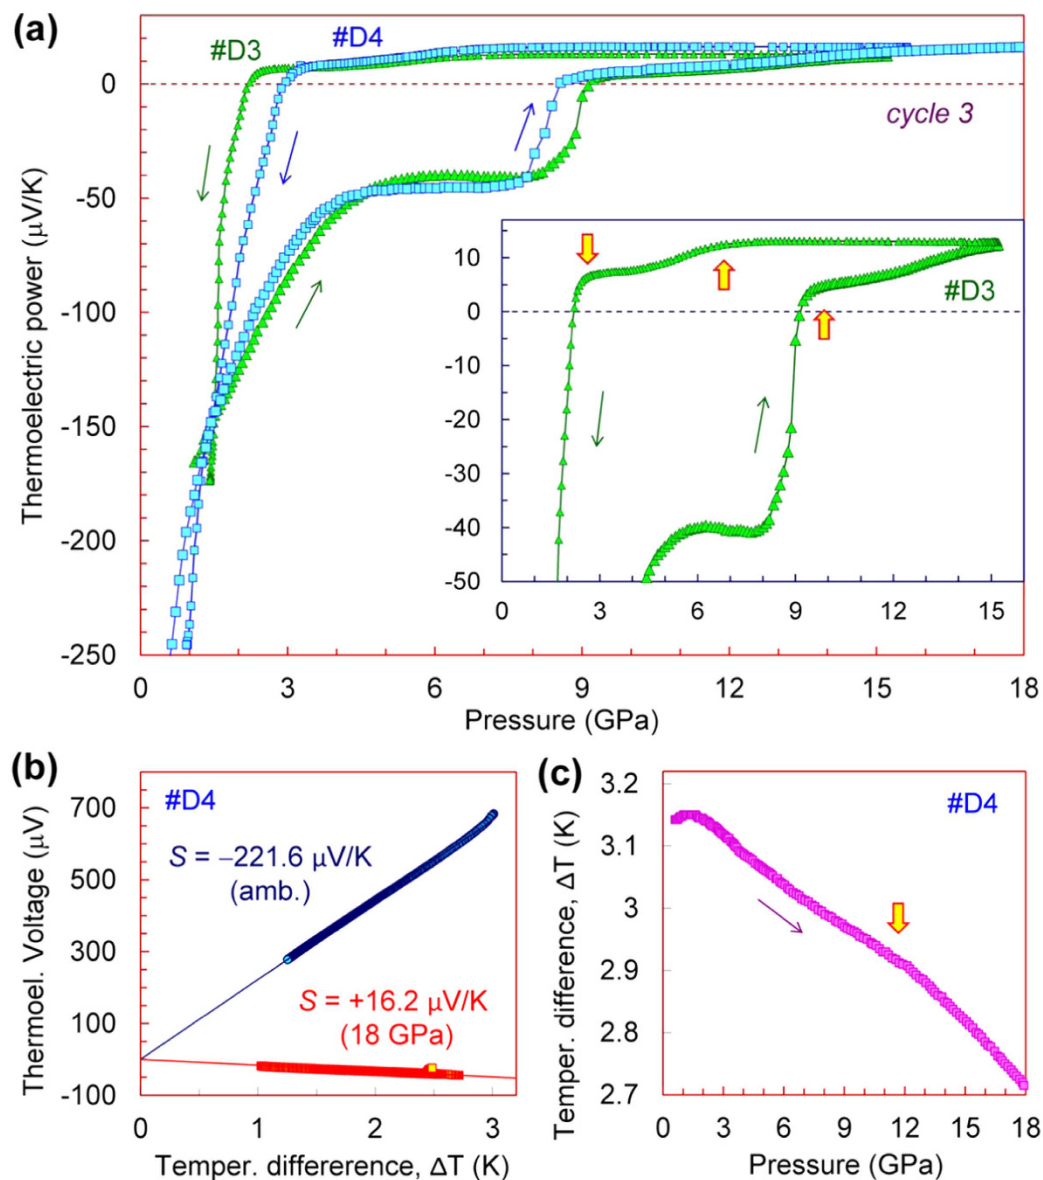 (a)
#D3
#D4
cycle 3
Thermoelectric power (µV/K)
0
-50
-100
-150
-200
-250
0 3 6 9 12 15 18
Pressure (GPa)
10
0
-10
-20
-30
-40
-50
0 3 6 9 12 15
#D3
(b)
#D4
S = −221.6 µV/K
(amb.)
S = +16.2 µV/K
(18 GPa)
Thermoel. Voltage (µV)
700
500
300
100
-100
0 1 2 3
Temper. differerence, ΔT (K)
(c)
#D4
Temper. difference, ΔT (K)
3.2
3.1
3
2.9
2.8
2.7
0 3 6 9 12 15 18
Pressure (GPa)